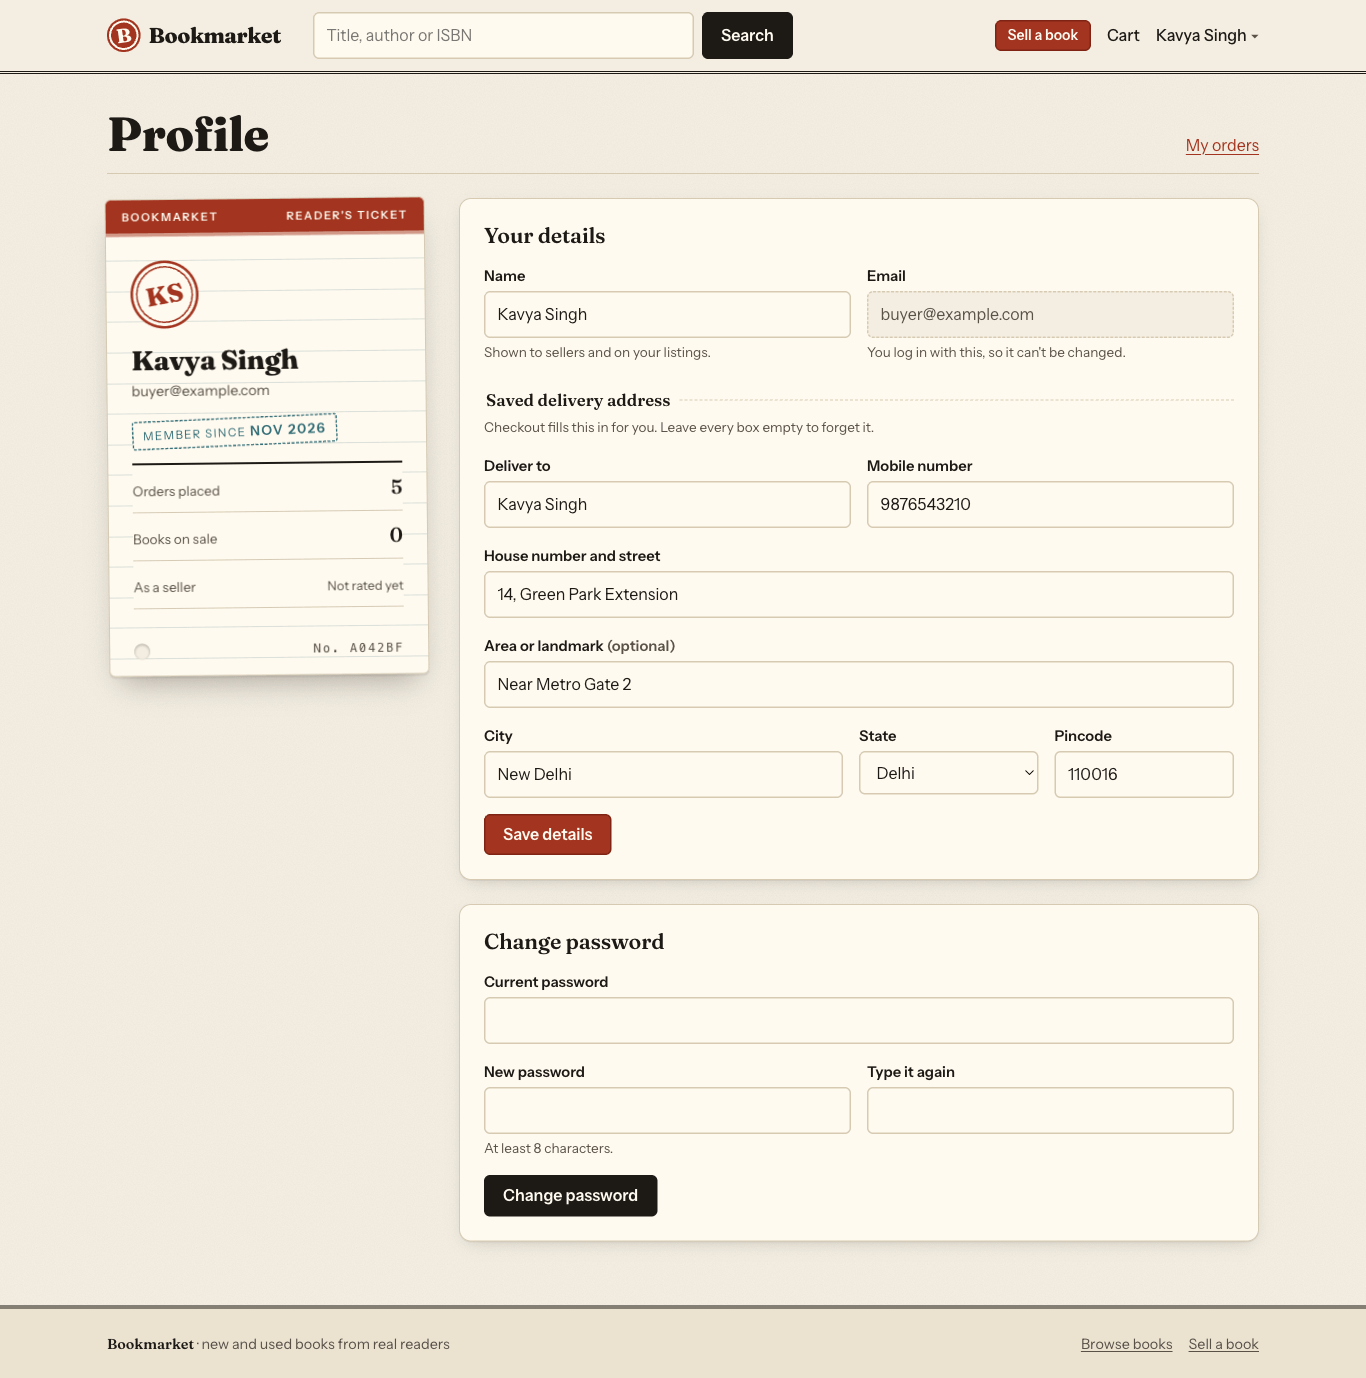 B Bookmarket
Title, author or ISBN
Search
Sell a book
Cart
Kavya Singh
Profile
My orders
BOOKMARKET READER'S TICKET
KS
Kavya Singh
buyer@example.com
MEMBER SINCE NOV 2026
Orders placed 5
Books on sale 0
As a seller Not rated yet
No. A042BF
Your details
Name Email
Kavya Singh buyer@example.com
Shown to sellers and on your listings. You log in with this, so it can't be changed.
Saved delivery address
Checkout fills this in for you. Leave every box empty to forget it.
Deliver to Mobile number
Kavya Singh 9876543210
House number and street
14, Green Park Extension
Area or landmark (optional)
Near Metro Gate 2
City State Pincode
New Delhi Delhi 110016
Save details
Change password
Current password
New password Type it again
At least 8 characters.
Change password
Bookmarket · new and used books from real readers
Browse books Sell a book